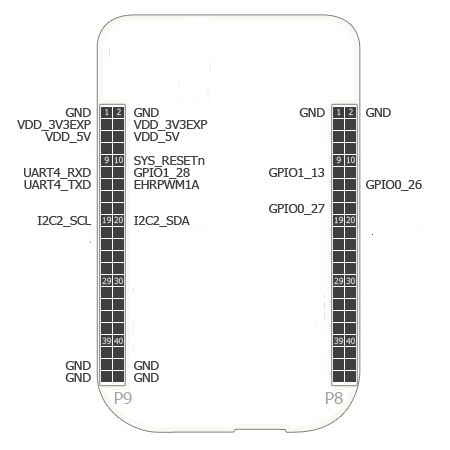 GND 1 2 GND GND 1 2 GND
VDD_3V3EXP VDD_3V3EXP
VDD_5V VDD_5V
9 10 SYS_RESETn 9 10
UART4_RXD GPIO1_28 GPIO1_13
UART4_TXD EHRPWM1A GPIO0_26
GPIO0_27
I2C2_SCL 19 20 I2C2_SDA 19 20
29 30 29 30
39 40 39 40
GND GND
GND GND
P9 P8